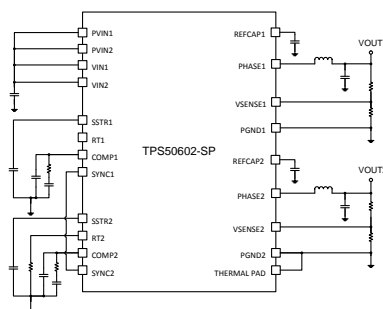 PVIN1
PVIN2
VIN1
VIN2
SSTR1
RT1
COMP1
SYNC1
SSTR2
RT2
COMP2
SYNC2
TPS50602-SP
REFCAP1
PHASE1
VSENSE1
PGND1
REFCAP2
PHASE2
VSENSE2
PGND2
THERMAL PAD
VOUT
VOUT2